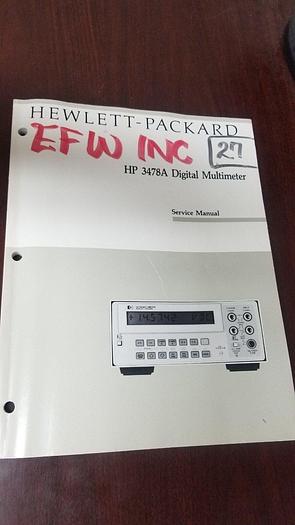 HEWLETT-PACKARD
EFW INC 27
HP 3478A Digital Multimeter
Service Manual